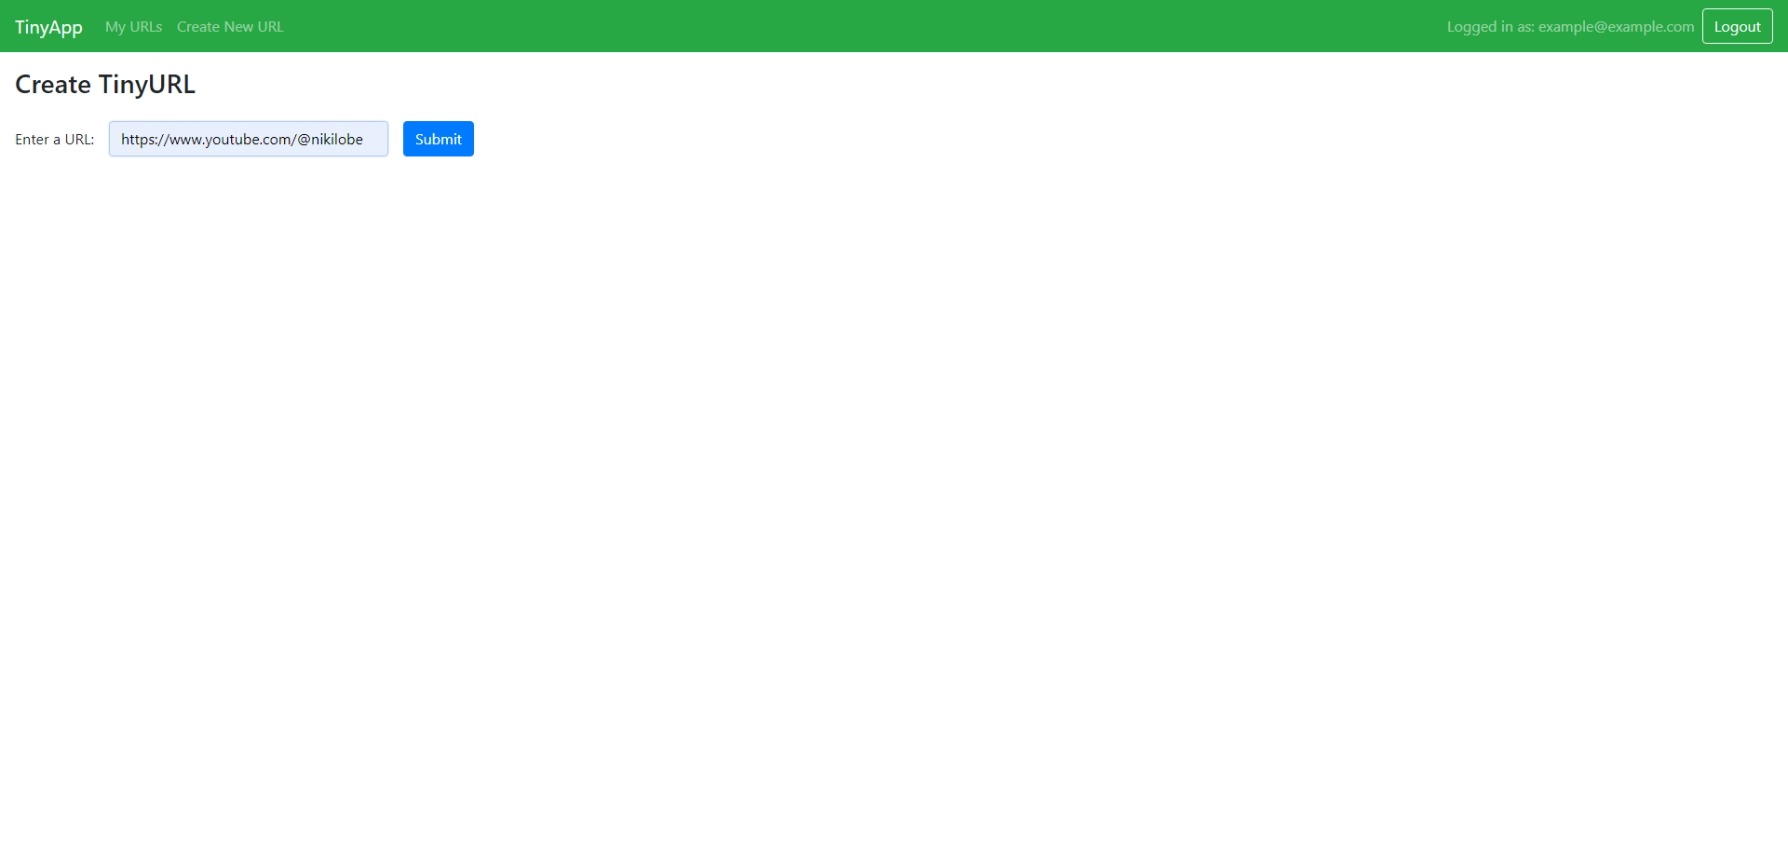 TinyApp My URLs Create New URL Logged in as: example@example.com Logout
Create TinyURL
Enter a URL: https://www.youtube.com/@nikilobe Submit